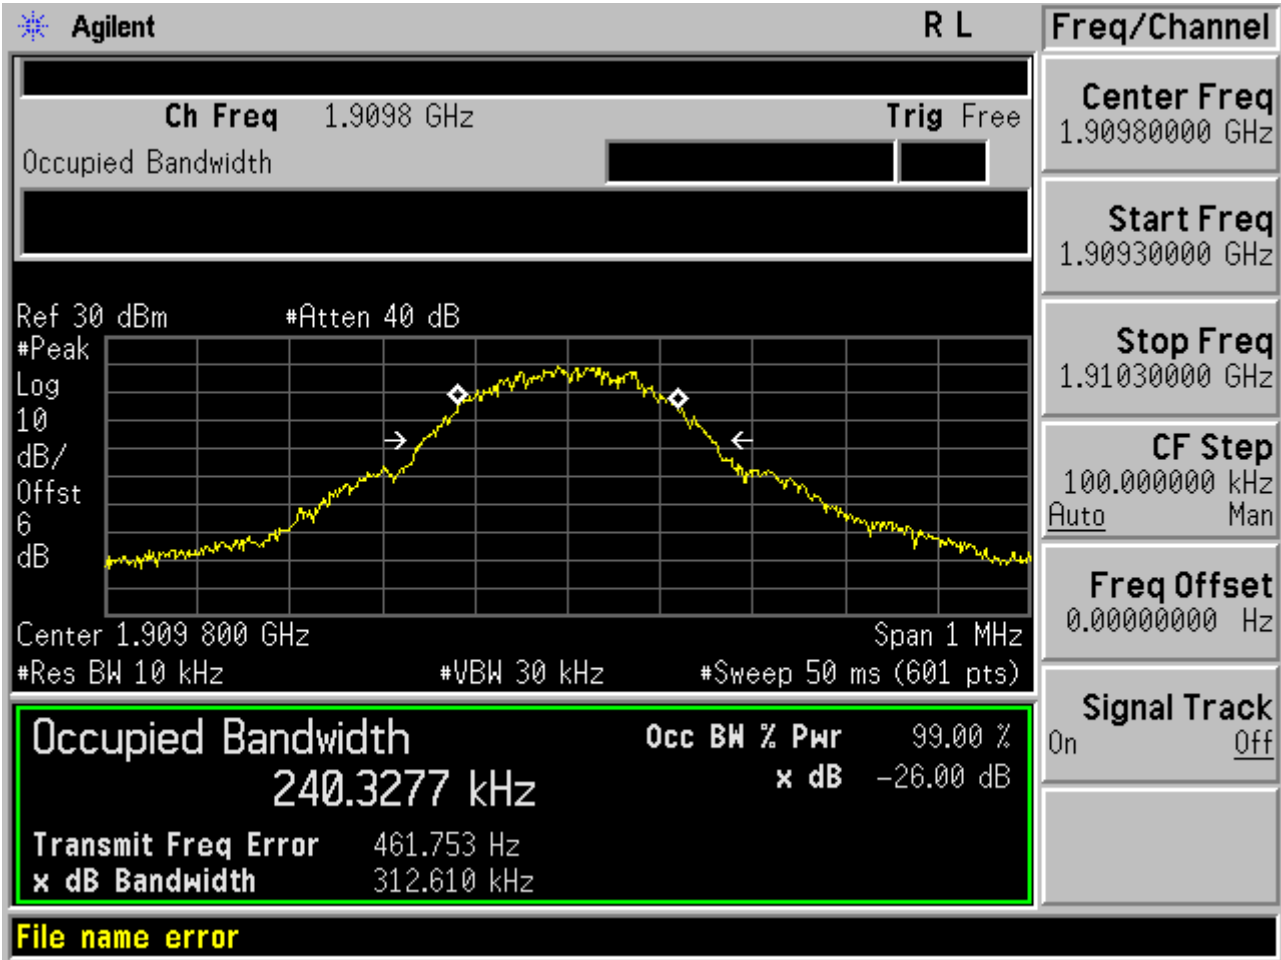 Agilent
R L
Freq/Channel
Ch Freq 1.9098 GHz
Trig Free
Occupied Bandwidth
Center Freq
1.90980000 GHz
Start Freq
1.90930000 GHz
Stop Freq
1.91030000 GHz
CF Step
100.000000 kHz
Auto Man
Freq Offset
0.00000000 Hz
Signal Track
On Off
Ref 30 dBm
#Atten 40 dB
#Peak
Log
10
dB/
Offst
6
dB
Center 1.909 800 GHz
Span 1 MHz
#Res BW 10 kHz
#VBW 30 kHz
#Sweep 50 ms (601 pts)
Occupied Bandwidth
240.3277 kHz
Occ BW % Pwr 99.00 %
x dB -26.00 dB
Transmit Freq Error 461.753 Hz
x dB Bandwidth 312.610 kHz
File name error